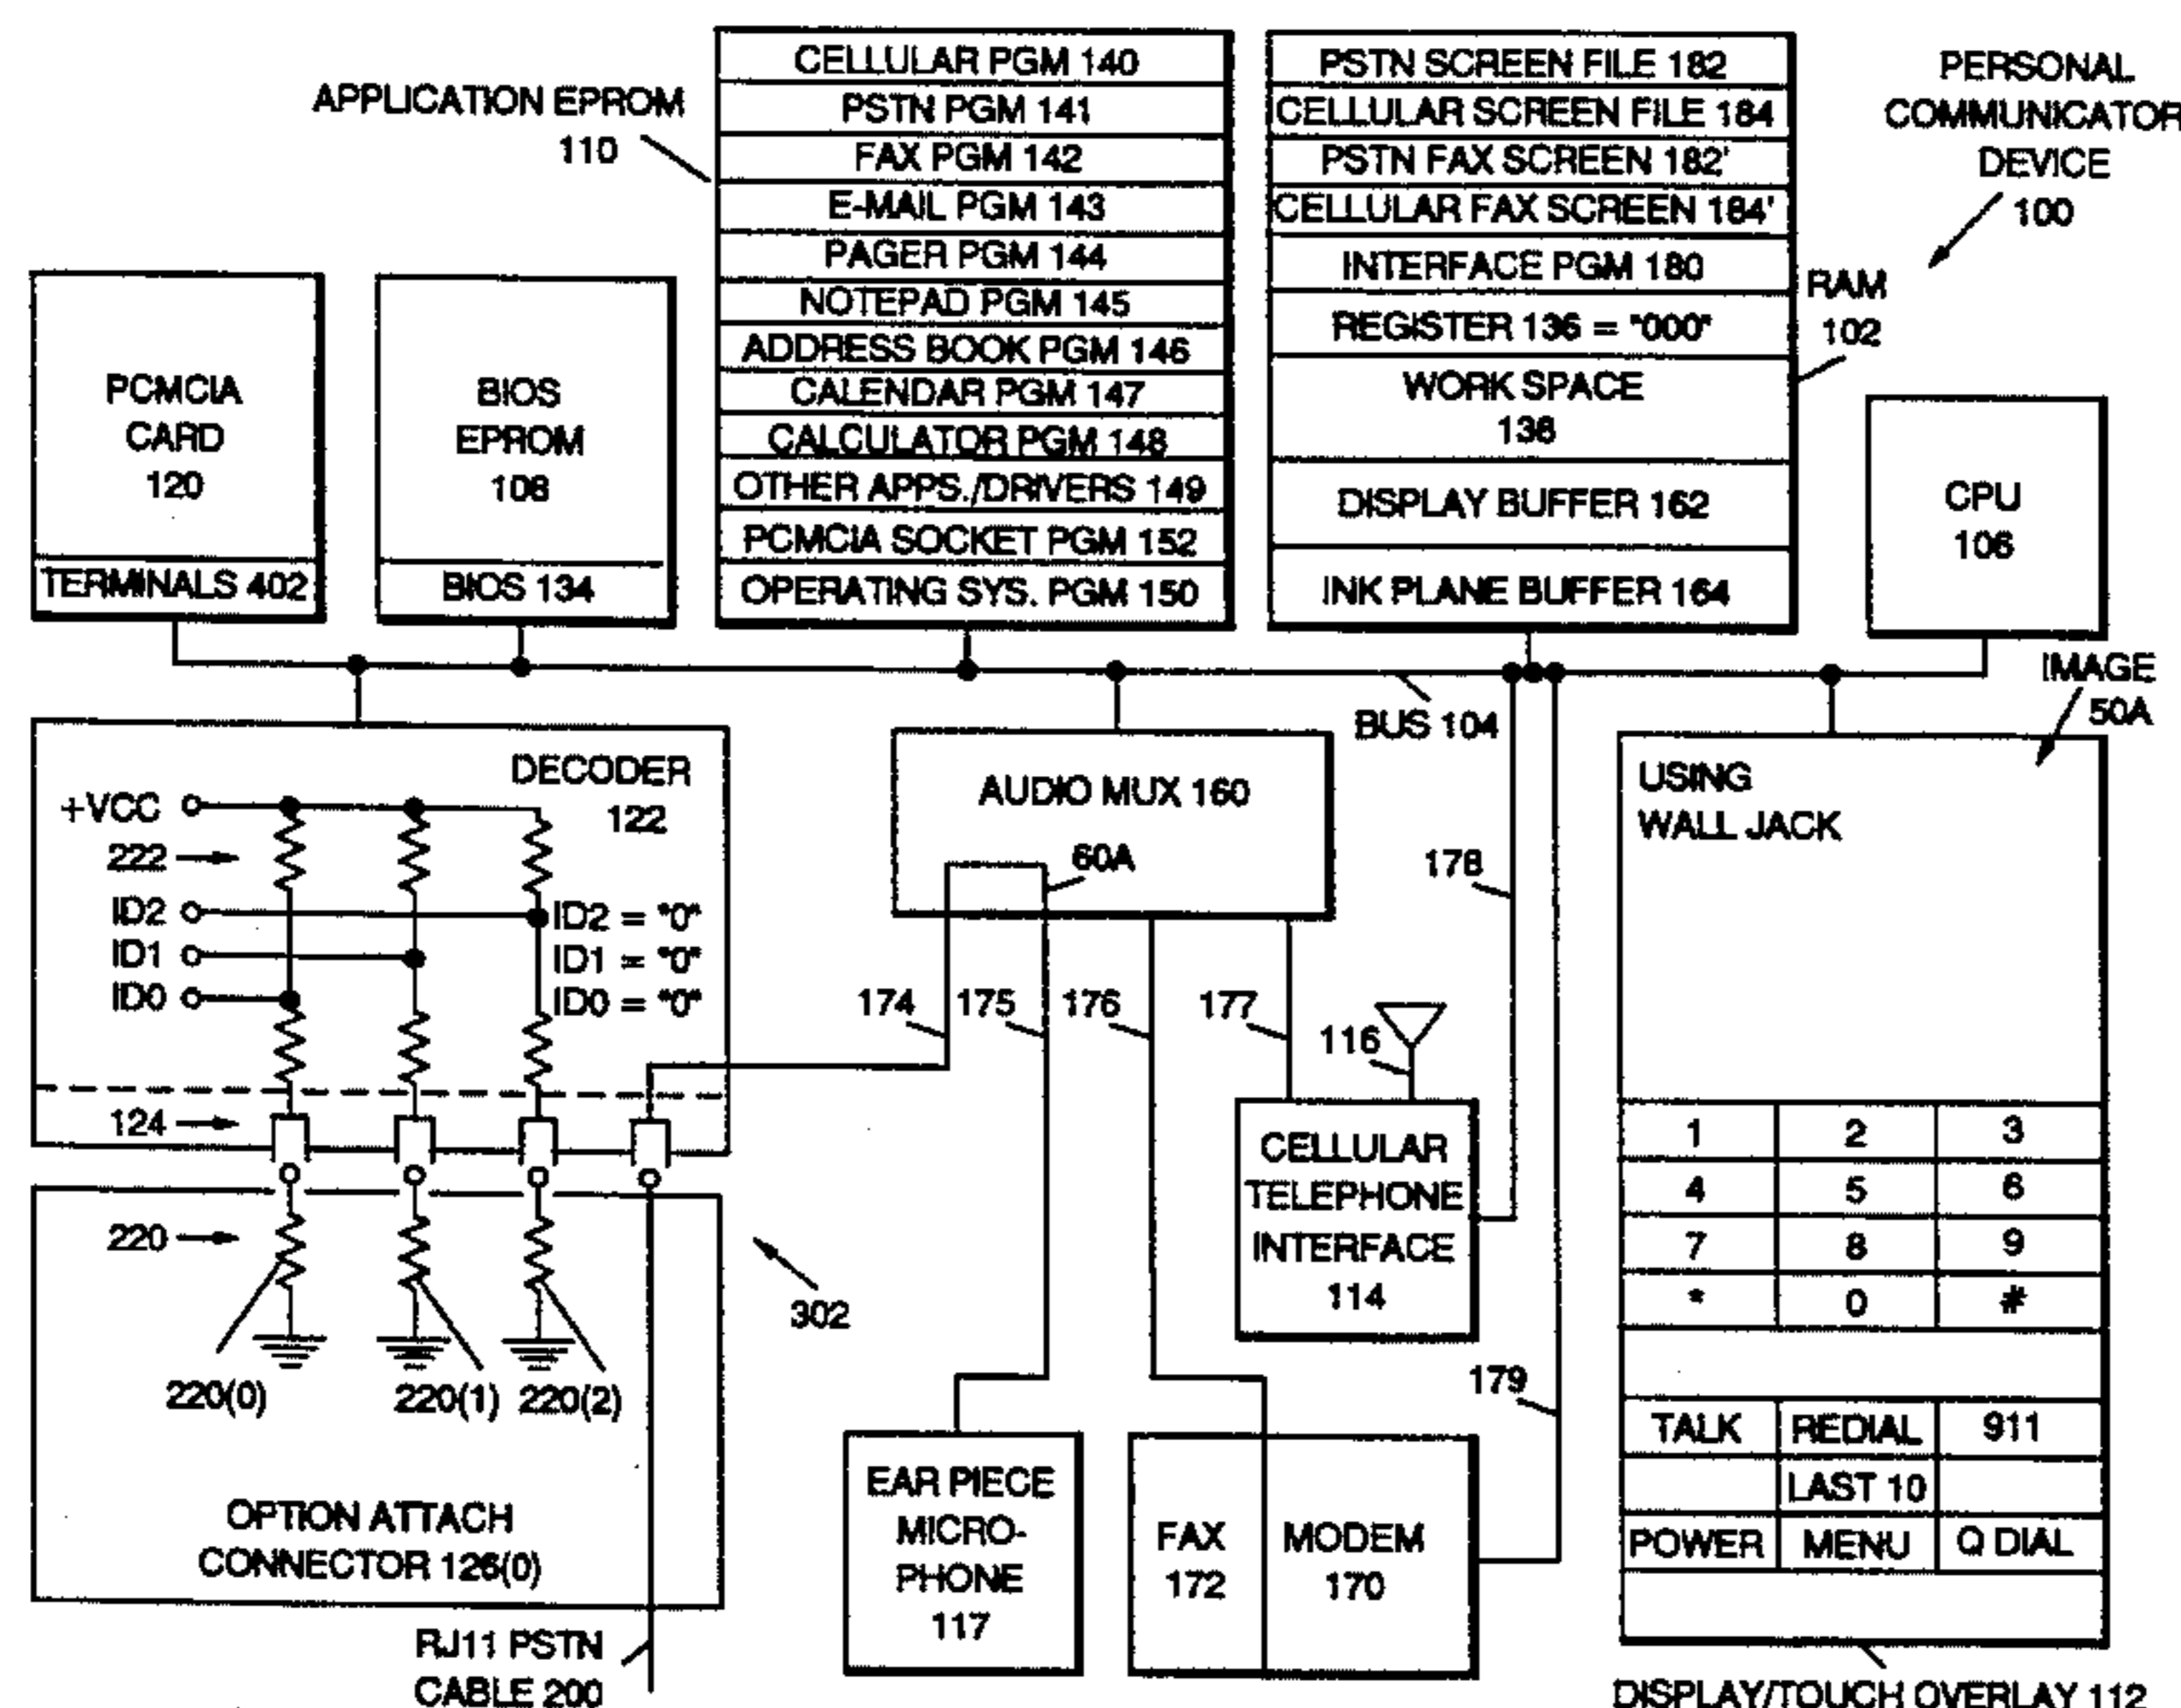 APPLICATION EPROM
110
CELLULAR PGM 140
PSTN PGM 141
FAX PGM 142
E-MAIL PGM 143
PAGER PGM 144
NOTEPAD PGM 145
ADDRESS BOOK PGM 146
CALENDAR PGM 147
CALCULATOR PGM 148
OTHER APPS./DRIVERS 149
PCMCIA SOCKET PGM 152
OPERATING SYS. PGM 150
PSTN SCREEN FILE 182
CELLULAR SCREEN FILE 184
PSTN FAX SCREEN 182'
CELLULAR FAX SCREEN 184'
INTERFACE PGM 180
REGISTER 136 = "000"
WORK SPACE
138
DISPLAY BUFFER 162
INK PLANE BUFFER 164
PERSONAL
COMMUNICATOR
DEVICE
100
RAM
102
PCMCIA
CARD
120
TERMINALS 402
BIOS
EPROM
108
BIOS 134
CPU
106
IMAGE
50A
BUS 104
DECODER
122
+VCC
222
ID2
ID1
ID0
ID2 = "0"
ID1 = "0"
ID0 = "0"
124
220
220(0)
220(1)
220(2)
302
OPTION ATTACH
CONNECTOR 126(0)
RJ11 PSTN
CABLE 200
AUDIO MUX 160
60A
174
175
176
177
116
178
179
CELLULAR
TELEPHONE
INTERFACE
114
EAR PIECE
MICRO-
PHONE
117
FAX
172
MODEM
170
USING
WALL JACK
1 2 3
4 5 6
7 8 9
* 0 #
TALK REDIAL 911
LAST 10
POWER MENU Q DIAL
DISPLAY/TOUCH OVERLAY 112